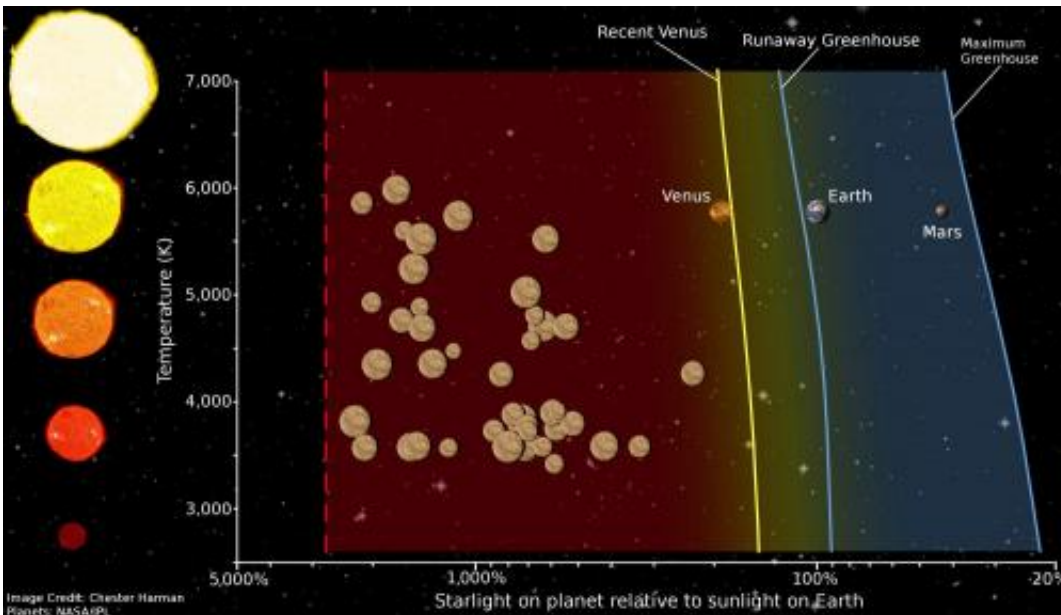 Recent Venus
Runaway Greenhouse
Maximum
Greenhouse
7,000
6,000
Venus
Earth
Mars
5,000
Temperature (K)
4,000
3,000
5,000%
1,000%
100%
20%
Starlight on planet relative to sunlight on Earth
Image Credit: Chester Harman
Planets: NASA/JPL